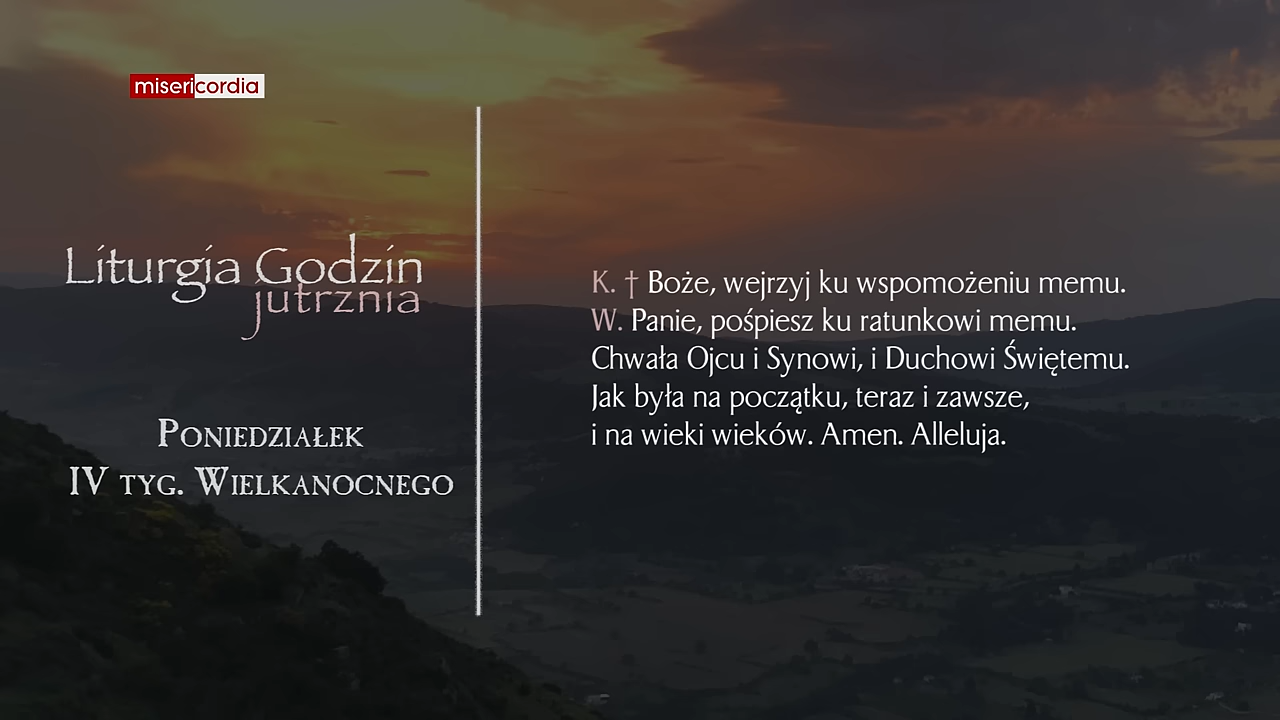 misericordia
Liturgia Godzin
jutrznia
Poniedziałek
IV tyg. Wielkanocnego
K. † Boże, wejrzyj ku wspomożeniu memu.
W. Panie, pośpiesz ku ratunkowi memu.
Chwała Ojcu i Synowi, i Duchowi Świętemu.
Jak była na początku, teraz i zawsze,
i na wieki wieków. Amen. Alleluja.